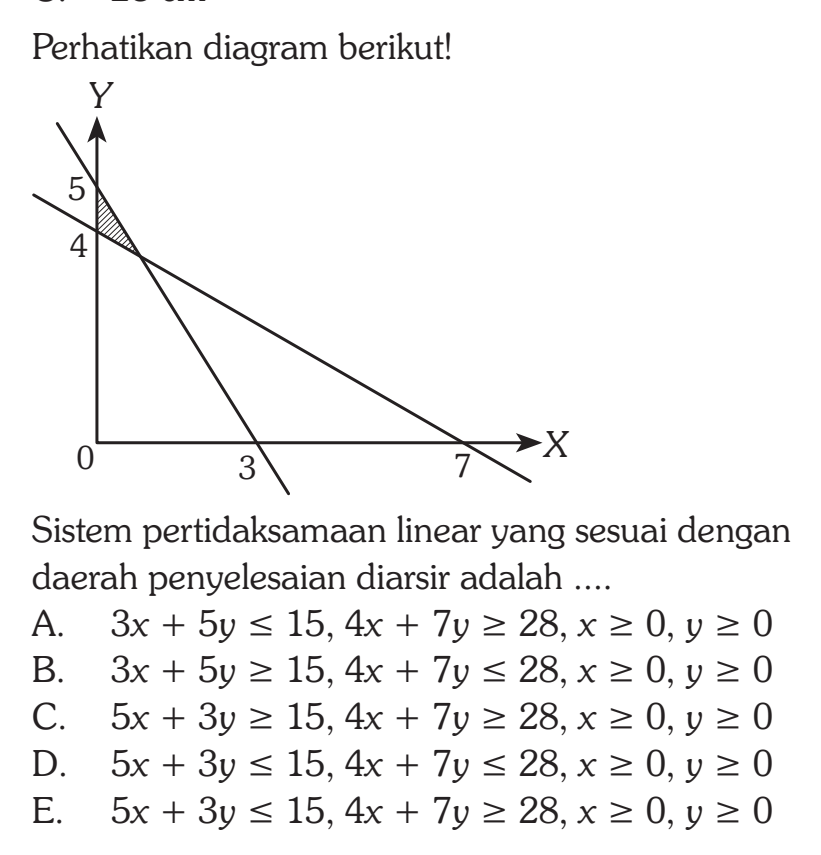 Perhatikan diagram berikut!
Y
5
4
0
3
7
X
Sistem pertidaksamaan linear yang sesuai dengan
daerah penyelesaian diarsir adalah ....
A. 3x + 5y ≤ 15, 4x + 7y ≥ 28, x ≥ 0, y ≥ 0
B. 3x + 5y ≥ 15, 4x + 7y ≤ 28, x ≥ 0, y ≥ 0
C. 5x + 3y ≥ 15, 4x + 7y ≥ 28, x ≥ 0, y ≥ 0
D. 5x + 3y ≤ 15, 4x + 7y ≤ 28, x ≥ 0, y ≥ 0
E. 5x + 3y ≤ 15, 4x + 7y ≥ 28, x ≥ 0, y ≥ 0